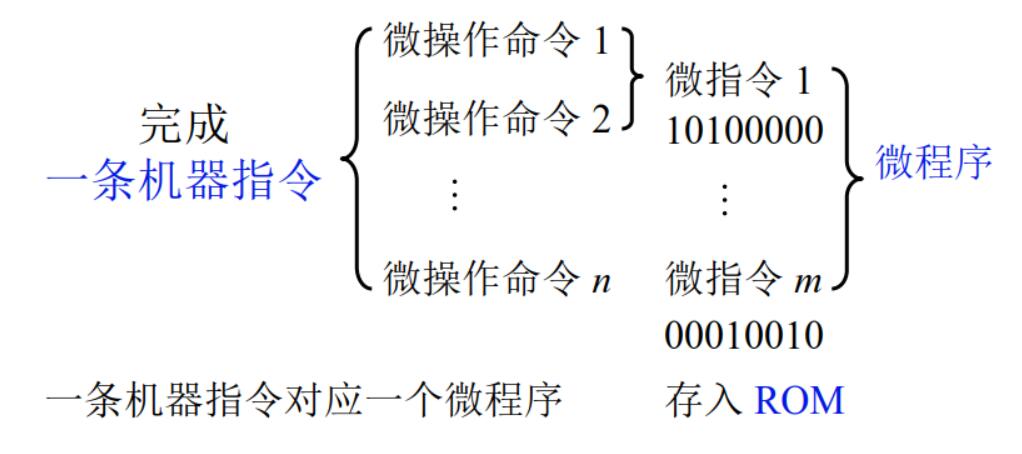 完成
一条机器指令
微操作命令 1
微操作命令 2
⋮
微操作命令 n
微指令 1
10100000
⋮
微指令 m
00010010
微程序
一条机器指令对应一个微程序
存入 ROM